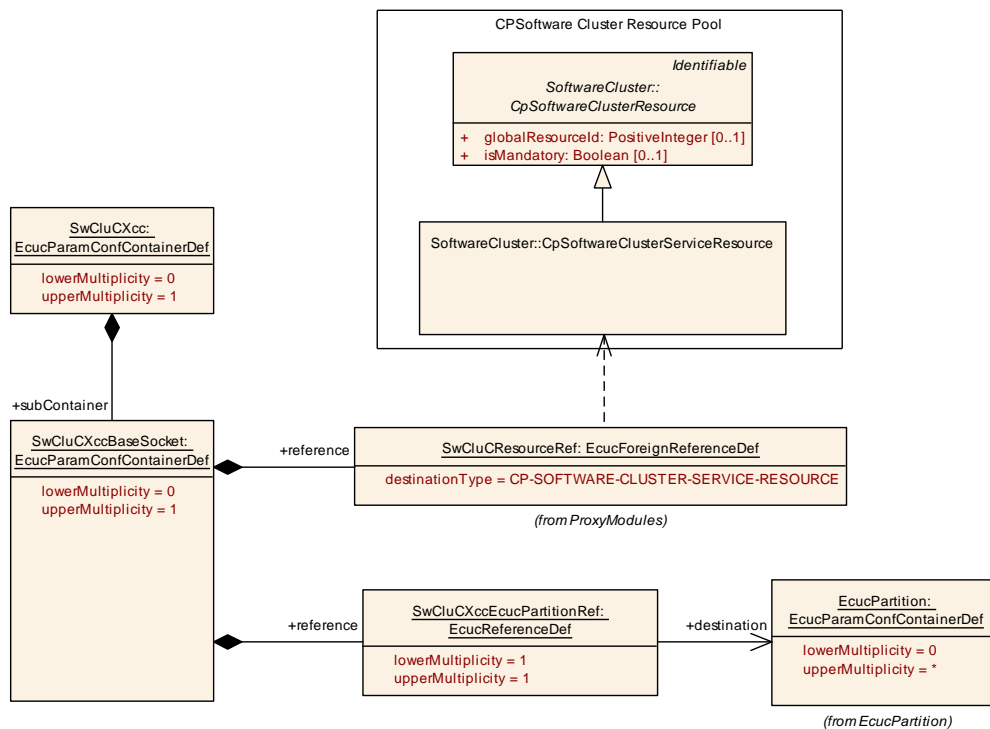 CPSoftware Cluster Resource Pool
Identifiable
SoftwareCluster::
CpSoftwareClusterResource
+ globalResourceId: PositiveInteger [0..1]
+ isMandatory: Boolean [0..1]
SoftwareCluster::CpSoftwareClusterServiceResource
SwCluCXcc:
EcucParamConfContainerDef
lowerMultiplicity = 0
upperMultiplicity = 1
+subContainer
SwCluCXccBaseSocket:
EcucParamConfContainerDef
lowerMultiplicity = 0
upperMultiplicity = 1
+reference
SwCluCResourceRef: EcucForeignReferenceDef
destinationType = CP-SOFTWARE-CLUSTER-SERVICE-RESOURCE
(from ProxyModules)
+reference
SwCluCXccEcucPartitionRef:
EcucReferenceDef
lowerMultiplicity = 1
upperMultiplicity = 1
+destination
EcucPartition:
EcucParamConfContainerDef
lowerMultiplicity = 0
upperMultiplicity = *
(from EcucPartition)